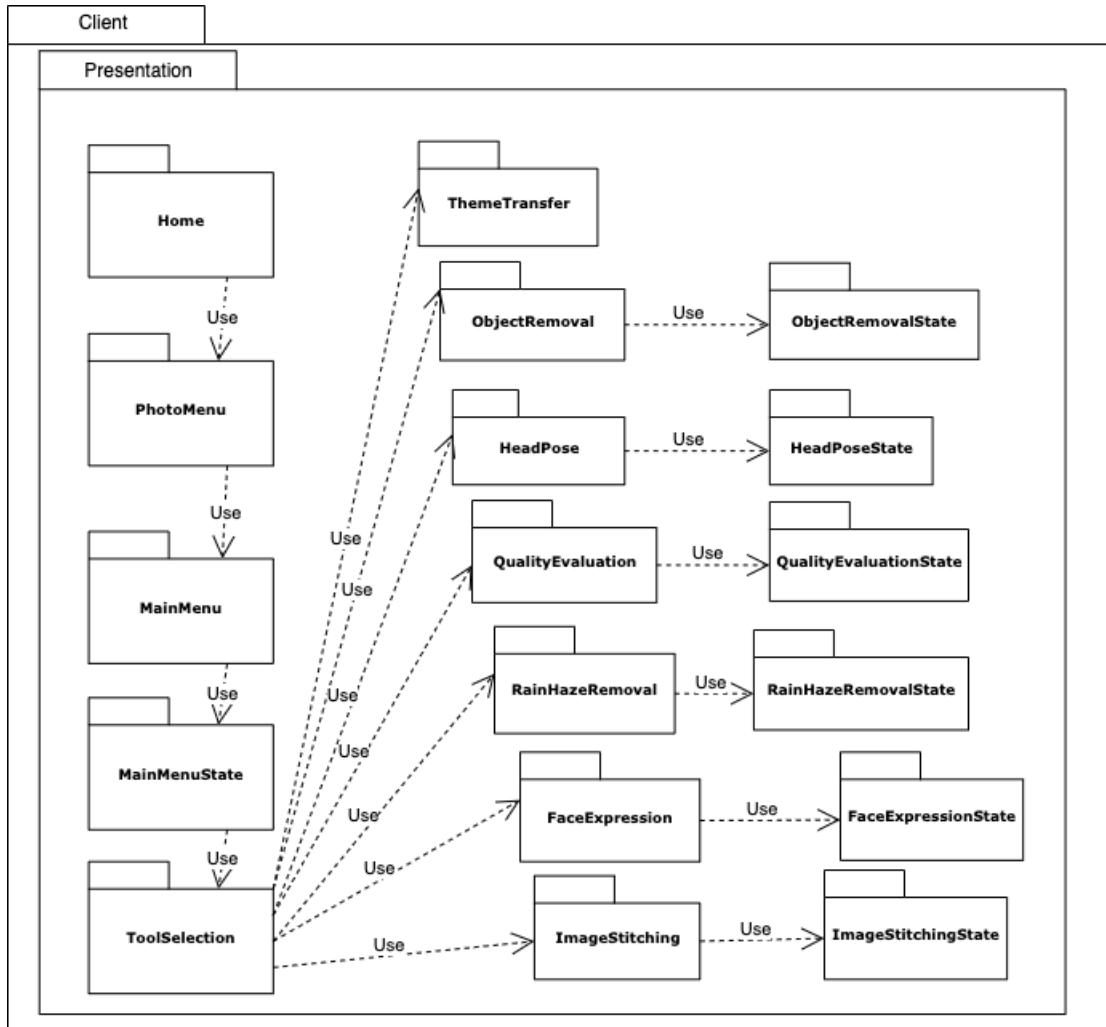 Client
Presentation
Home
Use
PhotoMenu
Use
MainMenu
Use
MainMenuState
Use
ToolSelection
Use
Use
Use
Use
Use
Use
Use
ThemeTransfer
ObjectRemoval
Use
ObjectRemovalState
HeadPose
Use
HeadPoseState
QualityEvaluation
Use
QualityEvaluationState
RainHazeRemoval
Use
RainHazeRemovalState
FaceExpression
Use
FaceExpressionState
ImageStitching
Use
ImageStitchingState